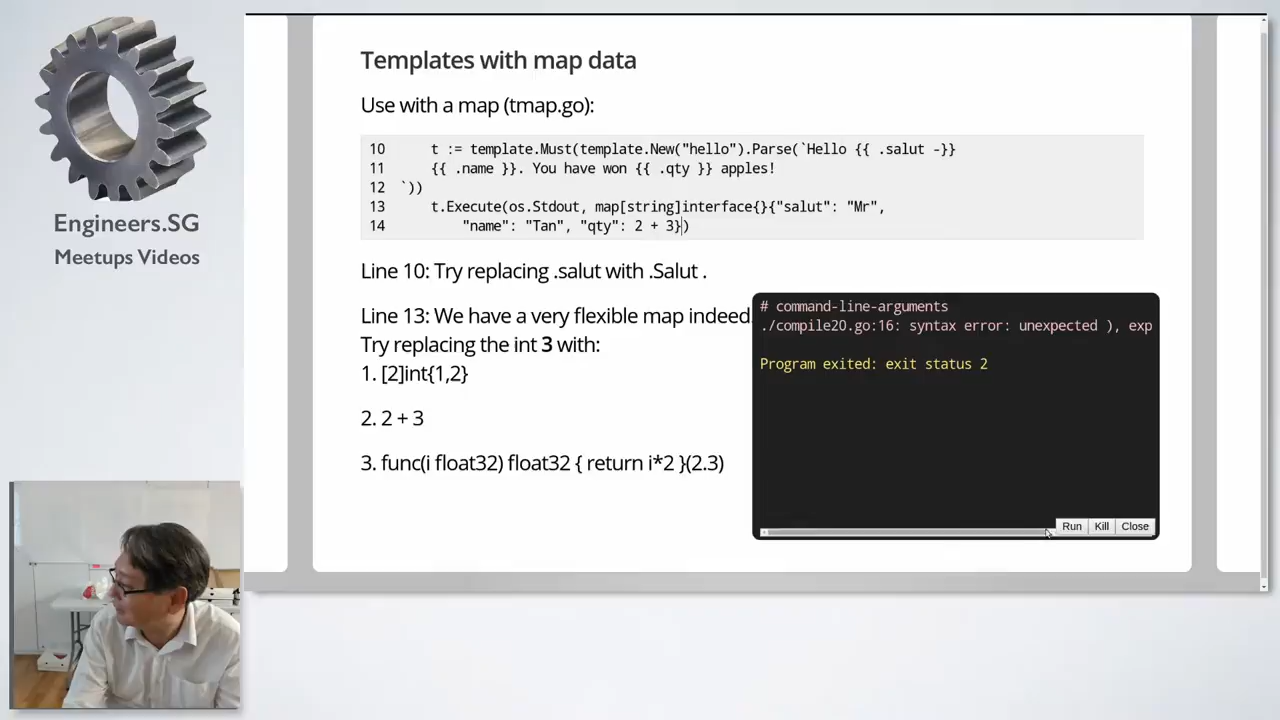 Engineers.SG
Meetups Videos
Templates with map data
Use with a map (tmap.go):
10 t := template.Must(template.New("hello").Parse(`Hello {{ .salut -}}
11 {{ .name }}. You have won {{ .qty }} apples!
12 `))
13 t.Execute(os.Stdout, map[string]interface{}{"salut": "Mr",
14 "name": "Tan", "qty": 2 + 3})
Line 10: Try replacing .salut with .Salut .
Line 13: We have a very flexible map indeed.
Try replacing the int 3 with:
1. [2]int{1,2}
2. 2 + 3
3. func(i float32) float32 { return i*2 }(2.3)
# command-line-arguments
./compile20.go:16: syntax error: unexpected ), exp
Program exited: exit status 2
Run Kill Close